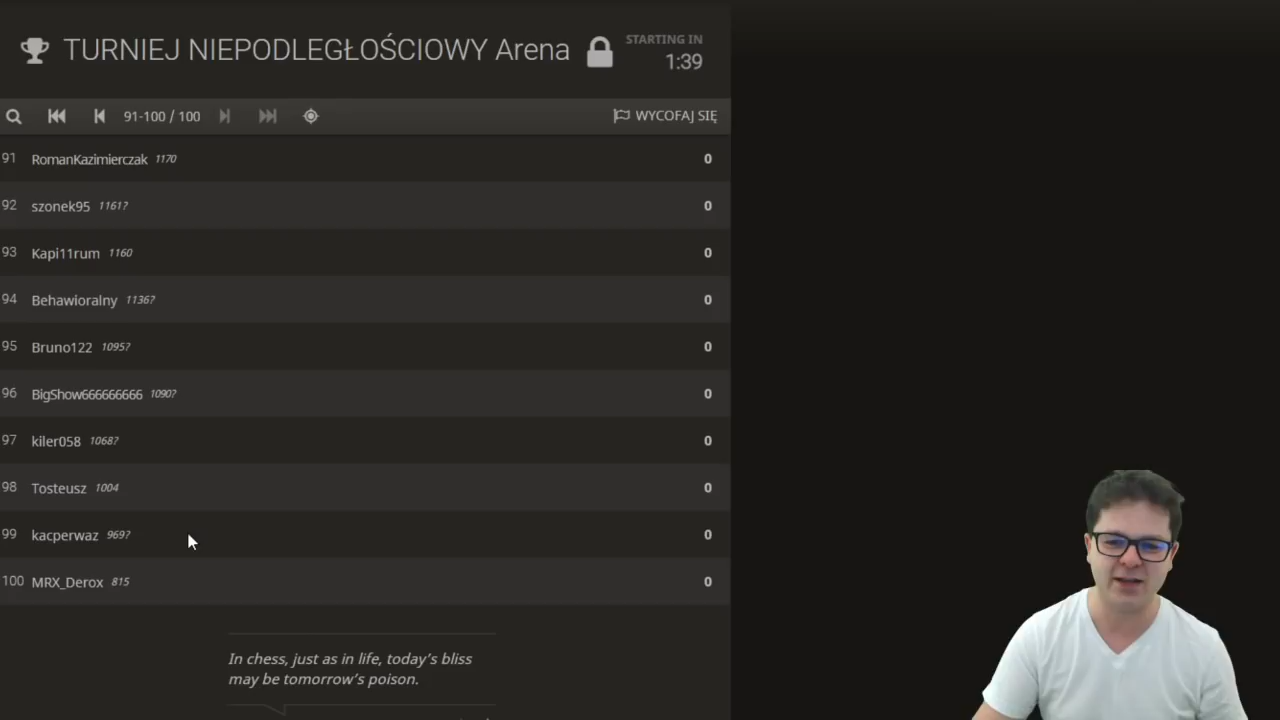 TURNIEJ NIEPODLEGŁOŚCIOWY Arena
STARTING IN
1:39
91-100 / 100
WYCOFAJ SIĘ
91 RomanKazimierczak 1170 0
92 szonek95 1161? 0
93 Kapi11rum 1160 0
94 Behawioralny 1136? 0
95 Bruno122 1095? 0
96 BigShow666666666 1090? 0
97 kiler058 1068? 0
98 Tosteusz 1004 0
99 kacperwaz 969? 0
100 MRX_Derox 815 0
In chess, just as in life, today's bliss
may be tomorrow's poison.